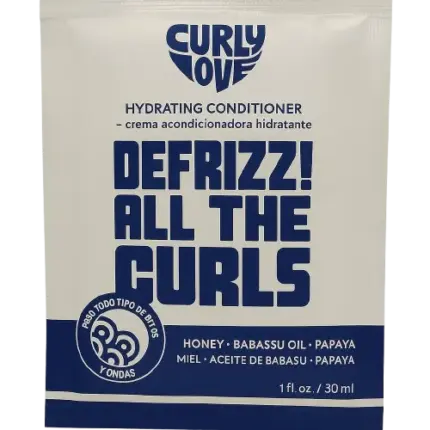 CURLY
LOVE
HYDRATING CONDITIONER
– crema acondicionadora hidratante
DEFRIZZ!
ALL THE
CURLS
TODO TIPO DE
Y ONDAS
HONEY · BABASSU OIL · PAPAYA
MIEL · ACEITE DE BABASU · PAPAYA
1 fl. oz. / 30 ml